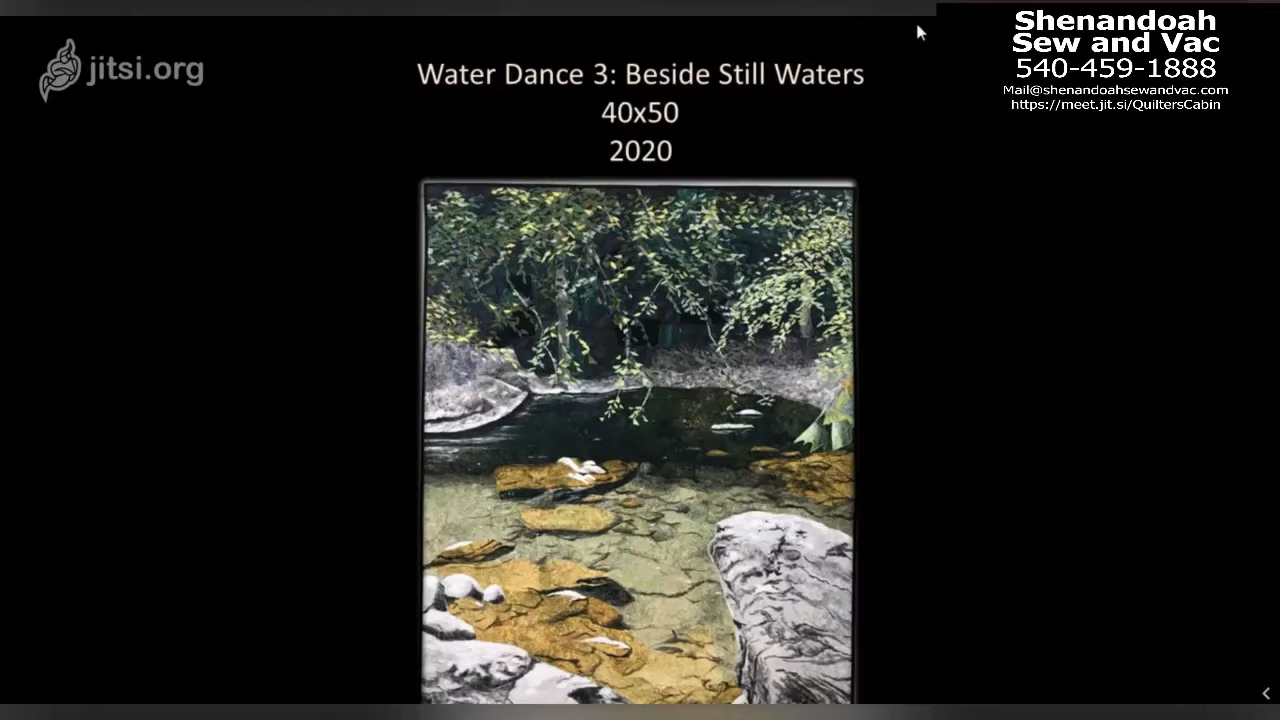 jitsi.org
Water Dance 3: Beside Still Waters
40x50
2020
Shenandoah
Sew and Vac
540-459-1888
Mail@shenandoahsewandvac.com
https://meet.jit.si/QuiltersCabin